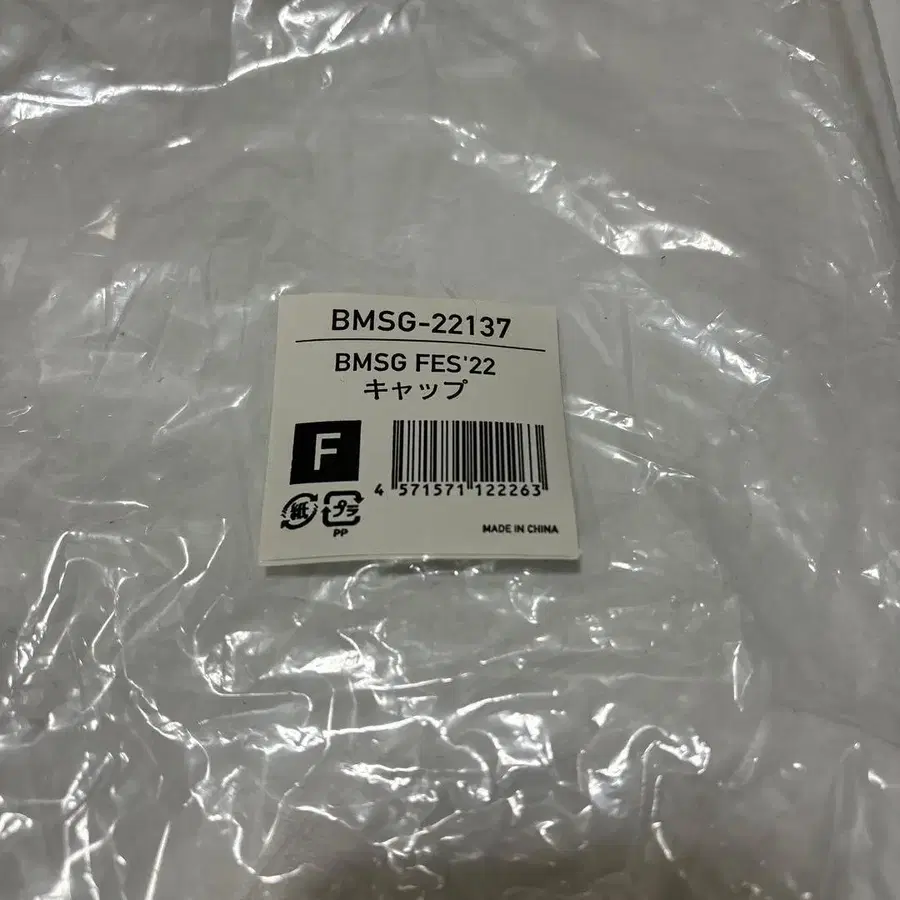 BMSG-22137
BMSG FES'22
キャップ
F
4 571571 122263
紙 プラ
PP
MADE IN CHINA